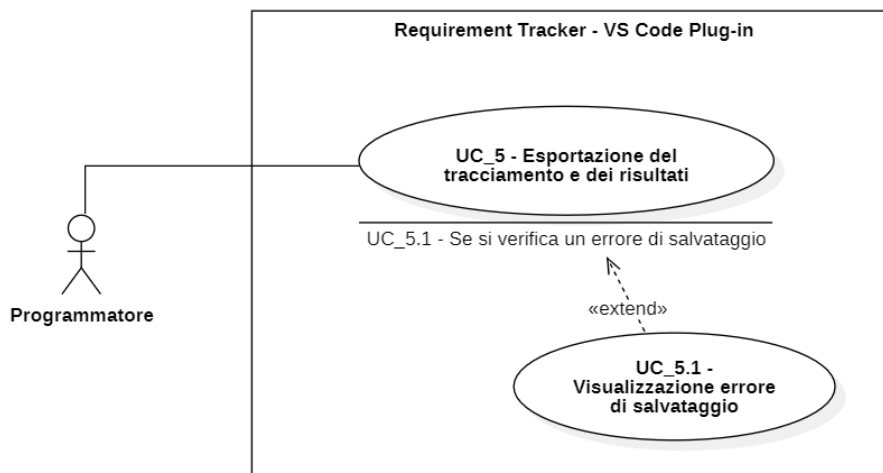 Requirement Tracker - VS Code Plug-in
UC_5 - Esportazione del
tracciamento e dei risultati
UC_5.1 - Se si verifica un errore di salvataggio
«extend»
Programmatore
UC_5.1 -
Visualizzazione errore
di salvataggio